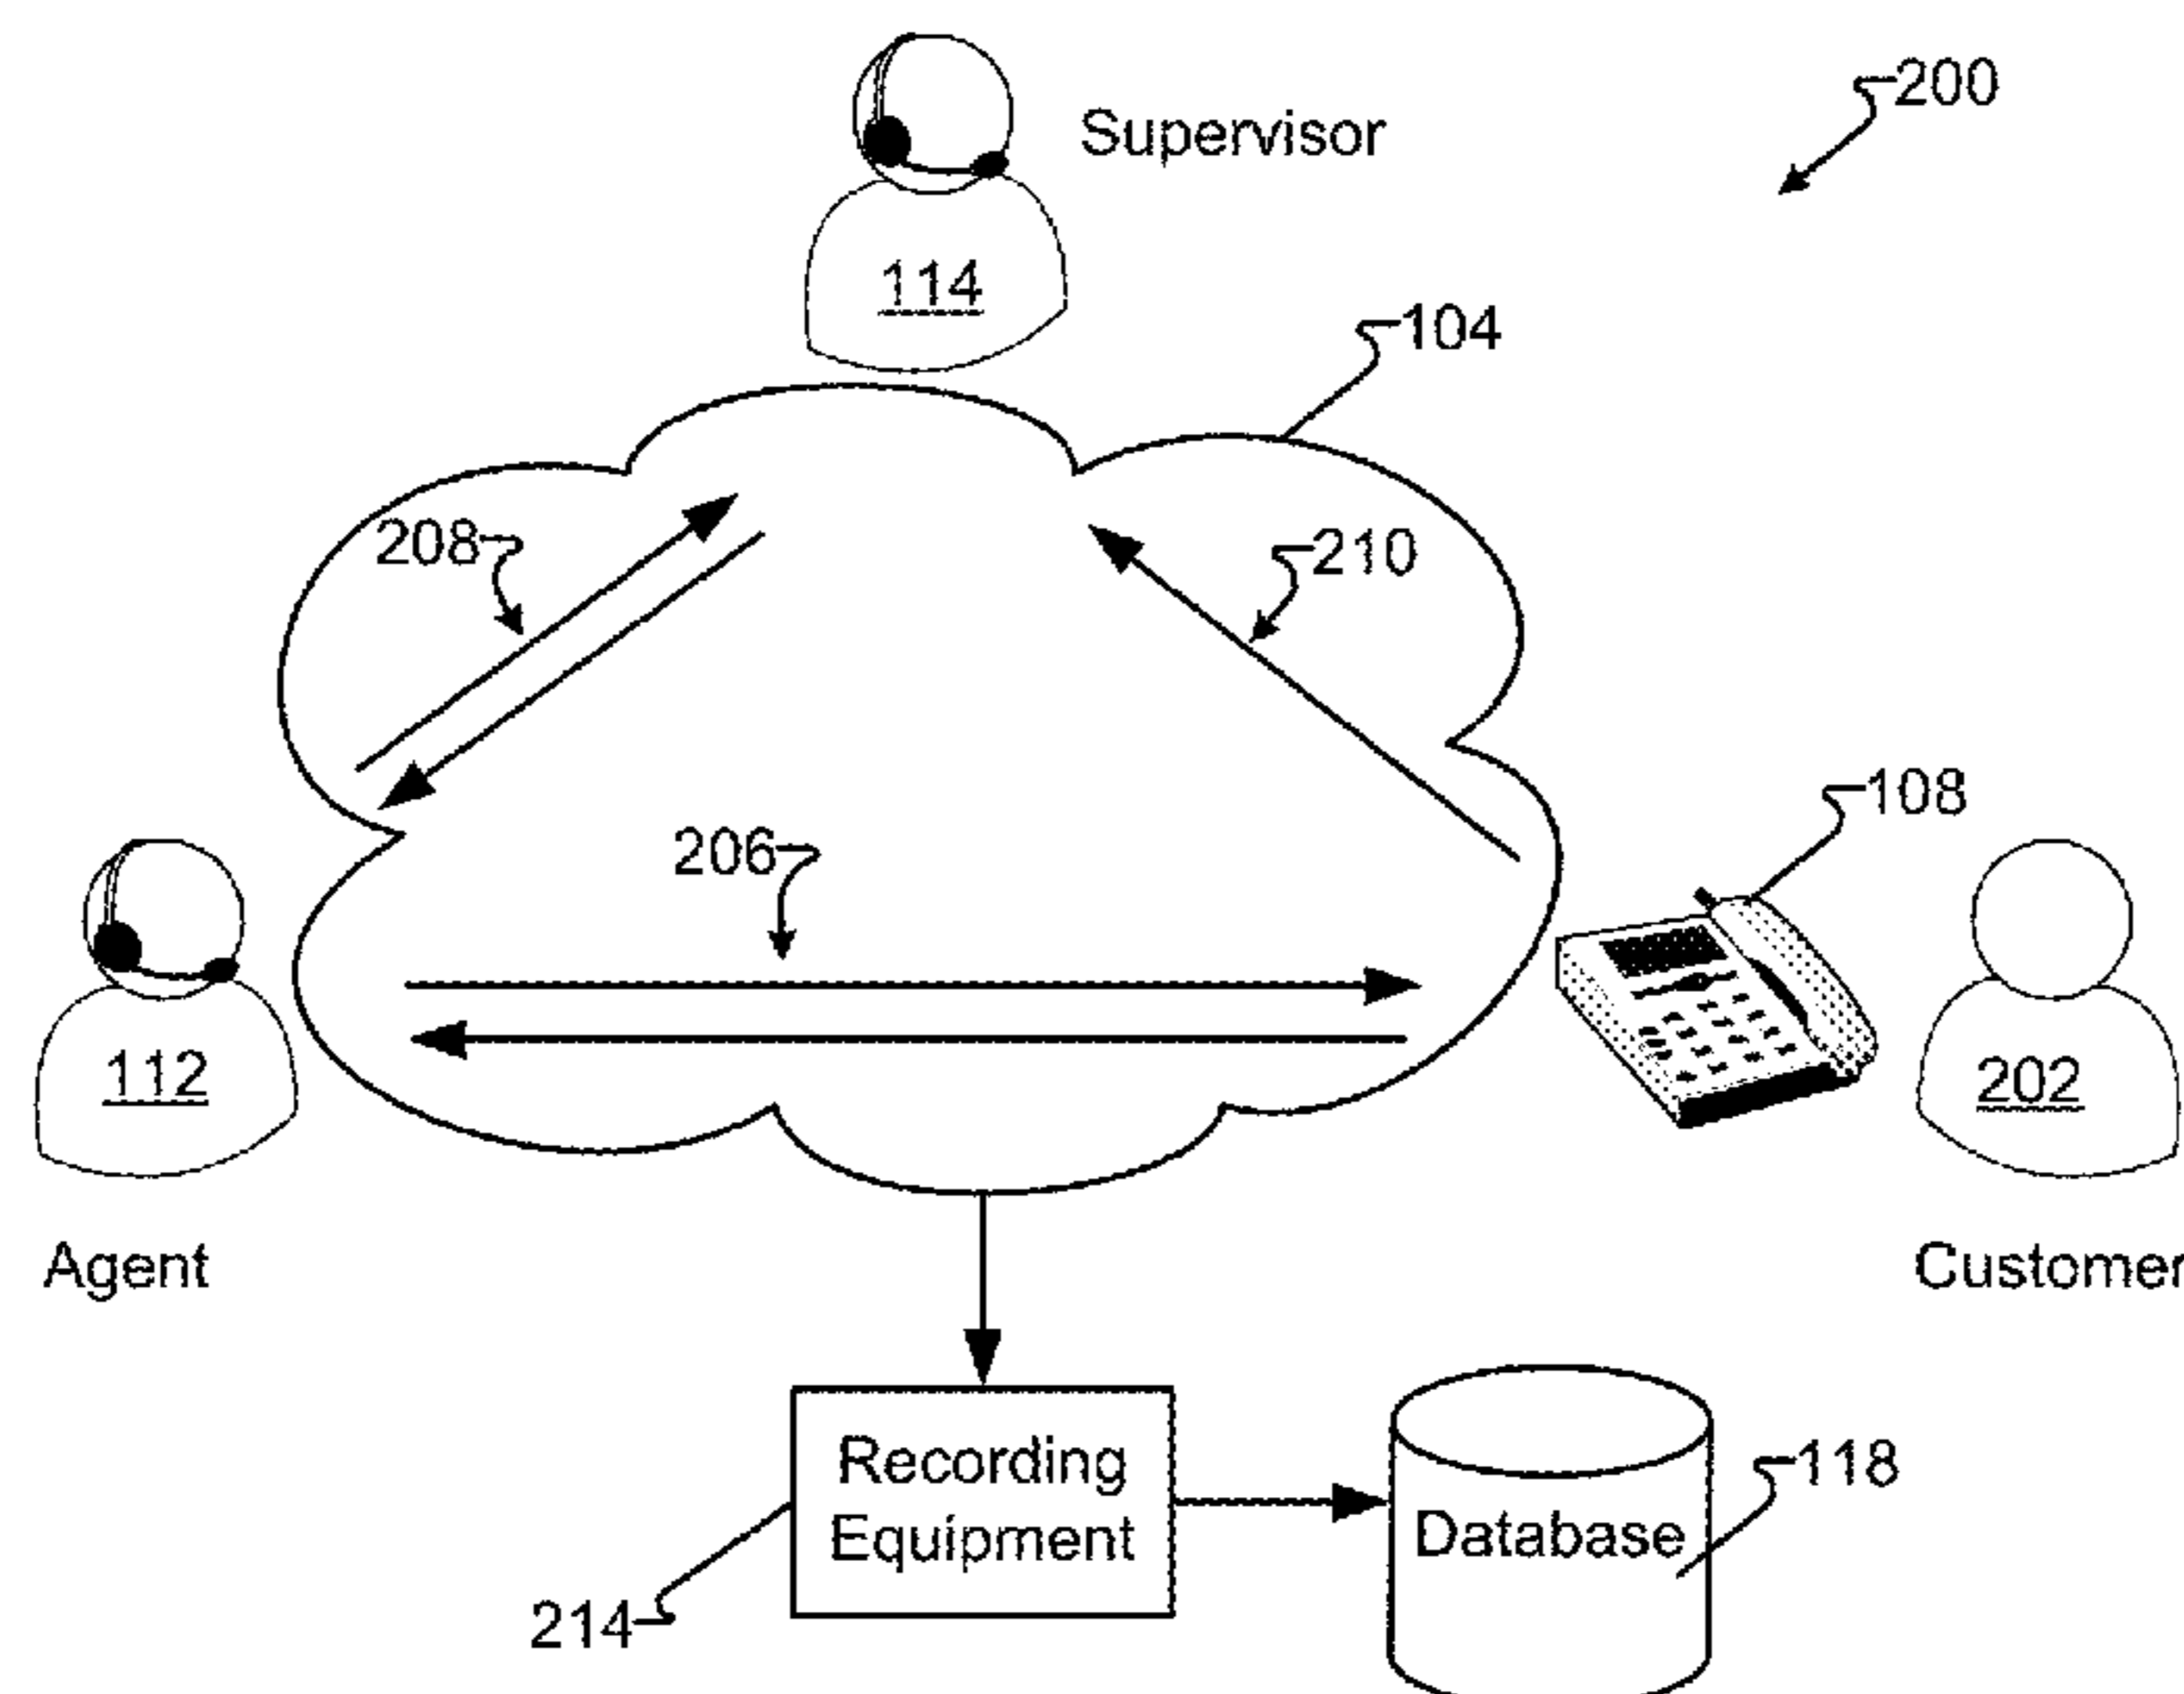 200
Supervisor
114
104
208
210
206
108
112
202
Agent
Customer
Recording
Equipment
Database
118
214